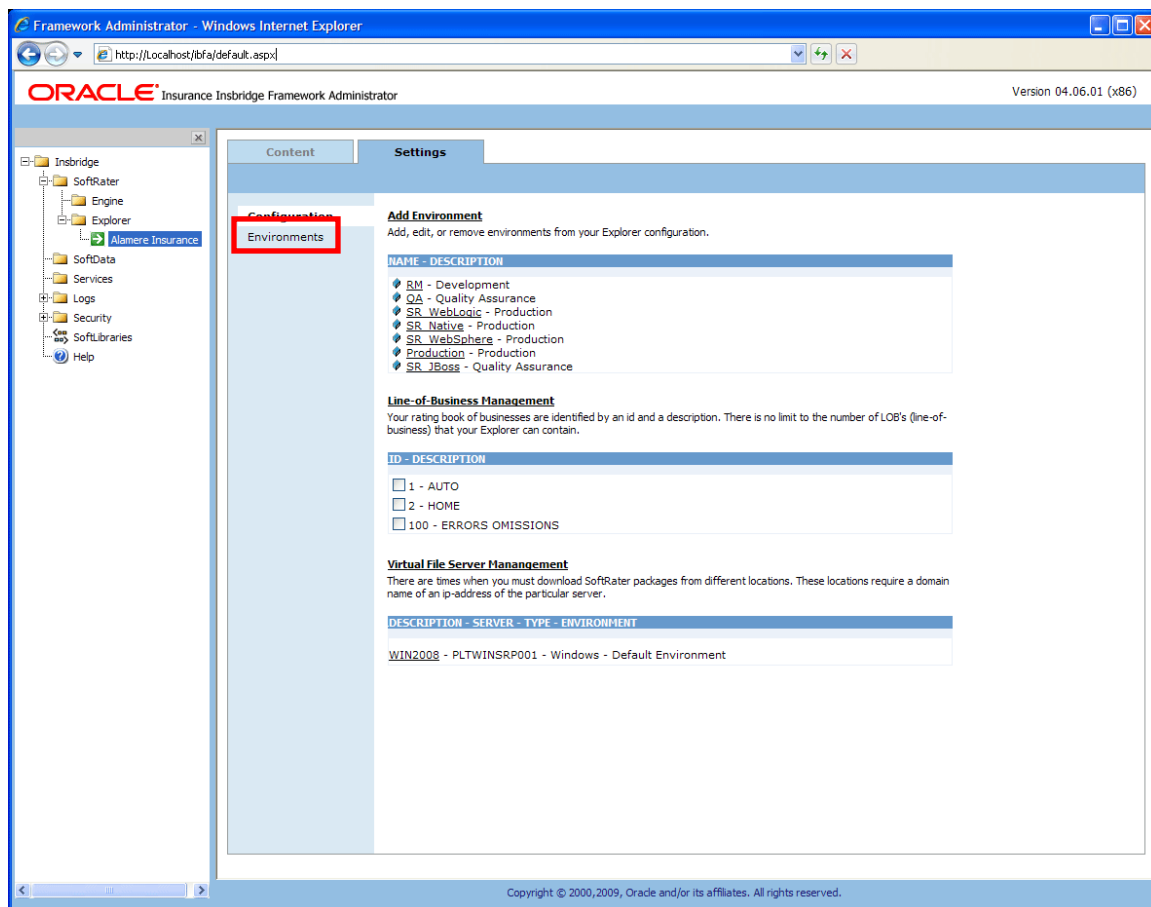 Framework Administrator - Windows Internet Explorer
http://Localhost/ibfa/default.aspx
ORACLE Insurance Insbridge Framework Administrator
Version 04.06.01 (x86)
Insbridge
SoftRater
Engine
Explorer
Alamere Insurance
SoftData
Services
Logs
Security
SoftLibraries
Help
Content
Settings
Configuration
Environments
Add Environment
Add, edit, or remove environments from your Explorer configuration.
NAME - DESCRIPTION
RM - Development
QA - Quality Assurance
SR_WebLogic - Production
SR_Native - Production
SR_WebSphere - Production
Production - Production
SR_JBoss - Quality Assurance
Line-of-Business Management
Your rating book of businesses are identified by an id and a description. There is no limit to the number of LOB's (line-of-
business) that your Explorer can contain.
ID - DESCRIPTION
1 - AUTO
2 - HOME
100 - ERRORS OMISSIONS
Virtual File Server Manangement
There are times when you must download SoftRater packages from different locations. These locations require a domain
name of an ip-address of the particular server.
DESCRIPTION - SERVER - TYPE - ENVIRONMENT
WIN2008 - PLTWINSRP001 - Windows - Default Environment
Copyright © 2000,2009, Oracle and/or its affiliates. All rights reserved.